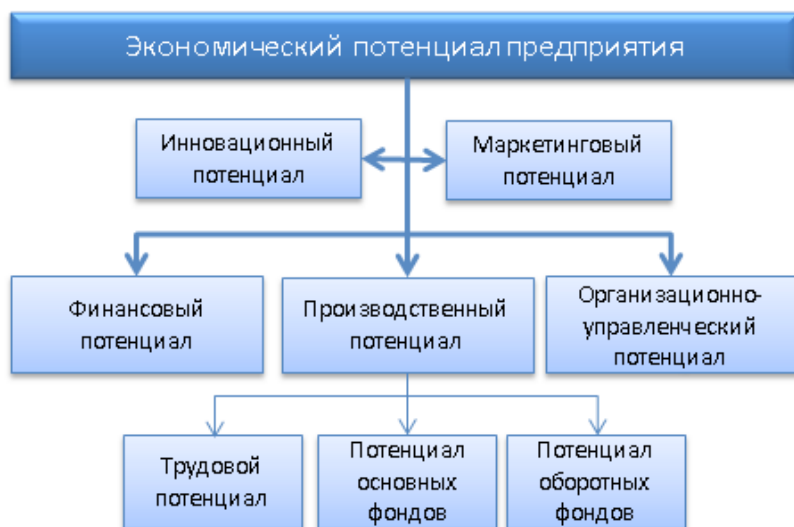 Экономический потенциал предприятия
Инновационный
потенциал
Маркетинговый
потенциал
Финансовый
потенциал
Производственный
потенциал
Организационно-
управленческий
потенциал
Трудовой
потенциал
Потенциал
основных
фондов
Потенциал
оборотных
фондов